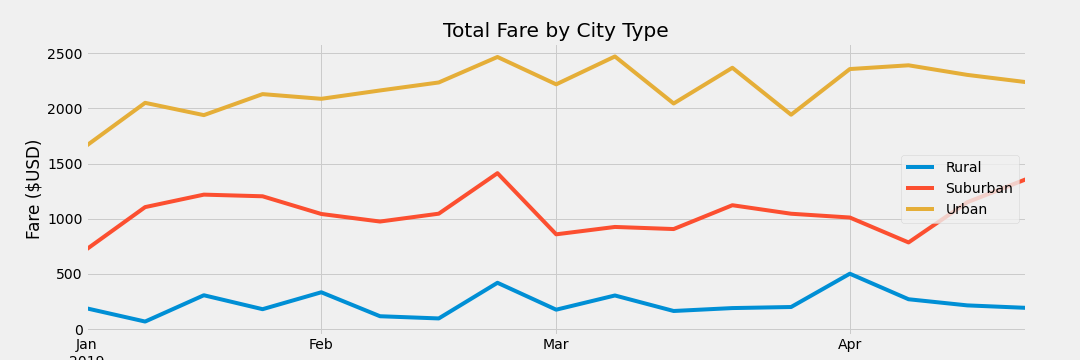 Total Fare by City Type
Fare ($USD)
2500
2000
1500
1000
500
0
Jan
Feb
Mar
Apr
Rural
Suburban
Urban